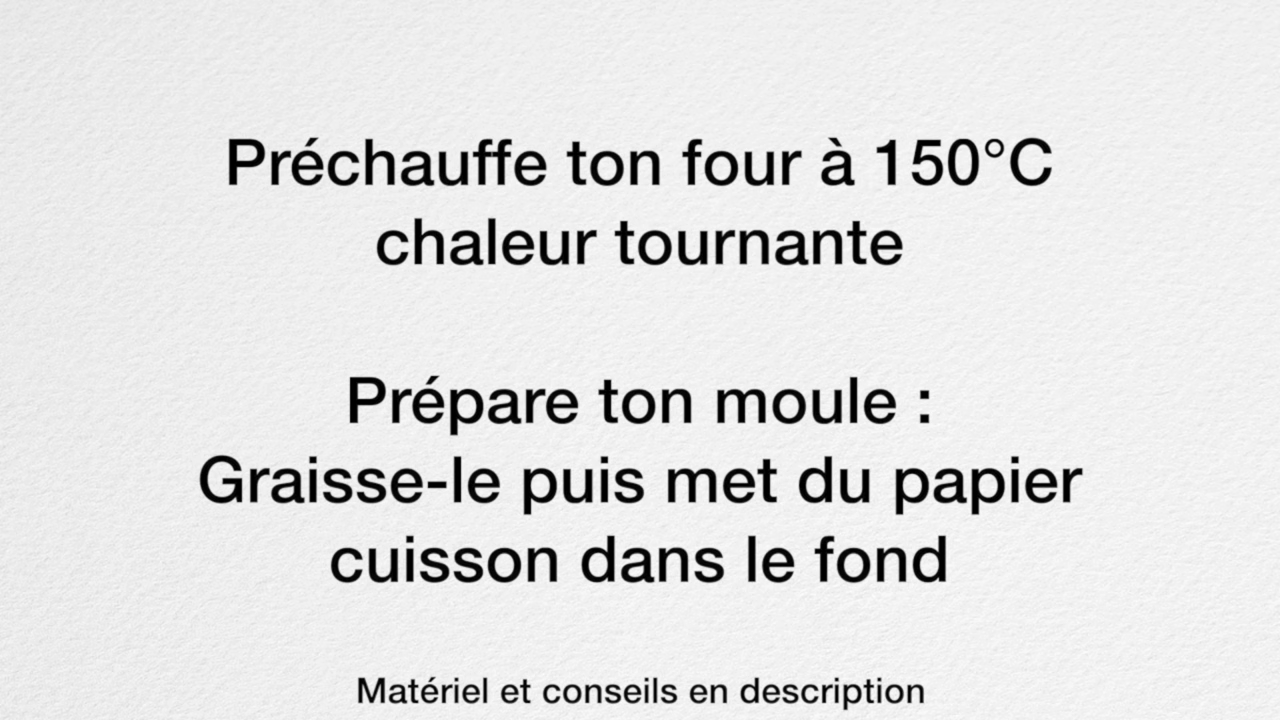 Préchauffe ton four à 150°C
chaleur tournante
Prépare ton moule :
Graisse-le puis met du papier
cuisson dans le fond
Matériel et conseils en description